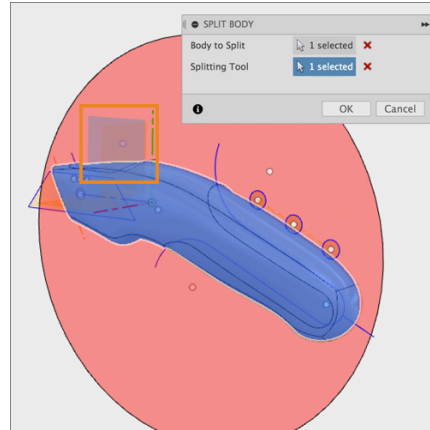 SPLIT BODY
Body to Split 1 selected
Splitting Tool 1 selected
OK Cancel